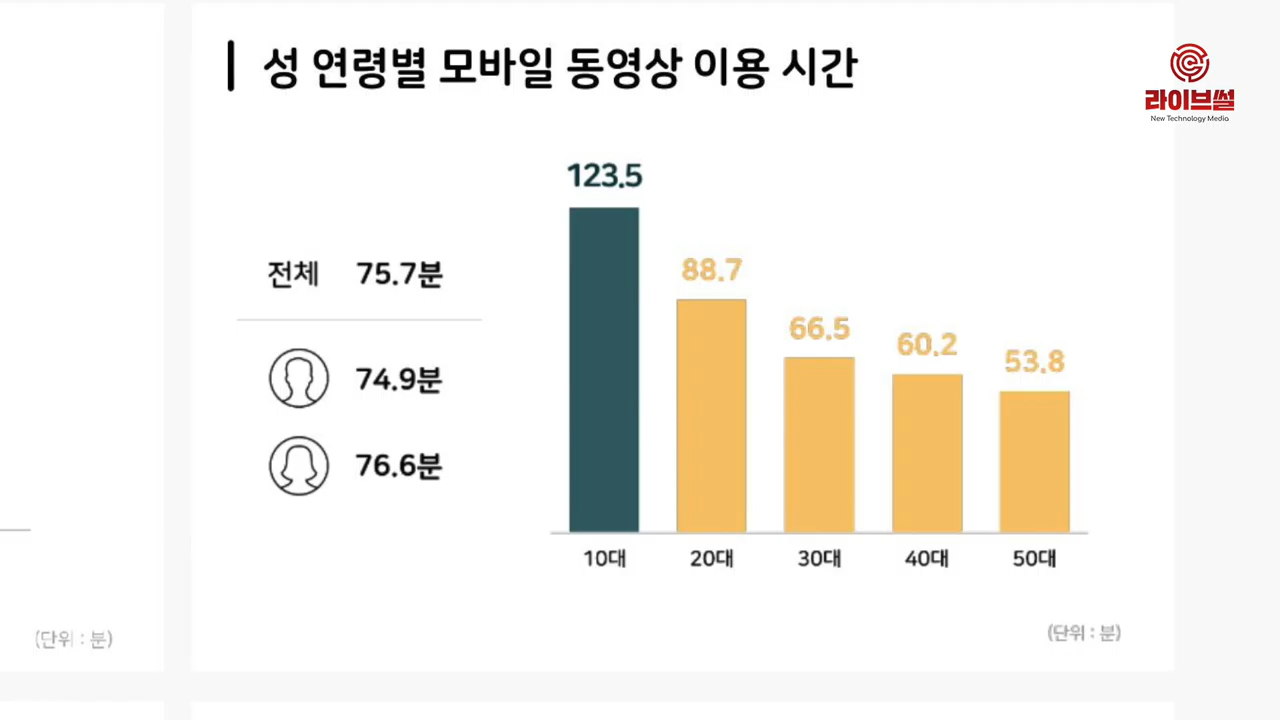 성 연령별 모바일 동영상 이용 시간
라이브썰
New Technology Media
전체 75.7분
74.9분
76.6분
123.5
88.7
66.5
60.2
53.8
10대 20대 30대 40대 50대
(단위 : 분)
(단위 : 분)